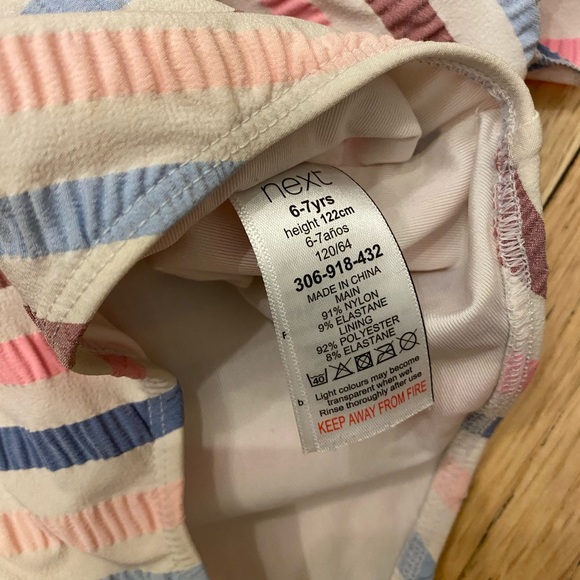 next
6-7yrs
height 122cm
6-7años
120/64
306-918-432
MADE IN CHINA
MAIN
91% NYLON
9% ELASTANE
LINING
92% POLYESTER
8% ELASTANE
40
Light colours may become
transparent when wet
Rinse thoroughly after use
KEEP AWAY FROM FIRE